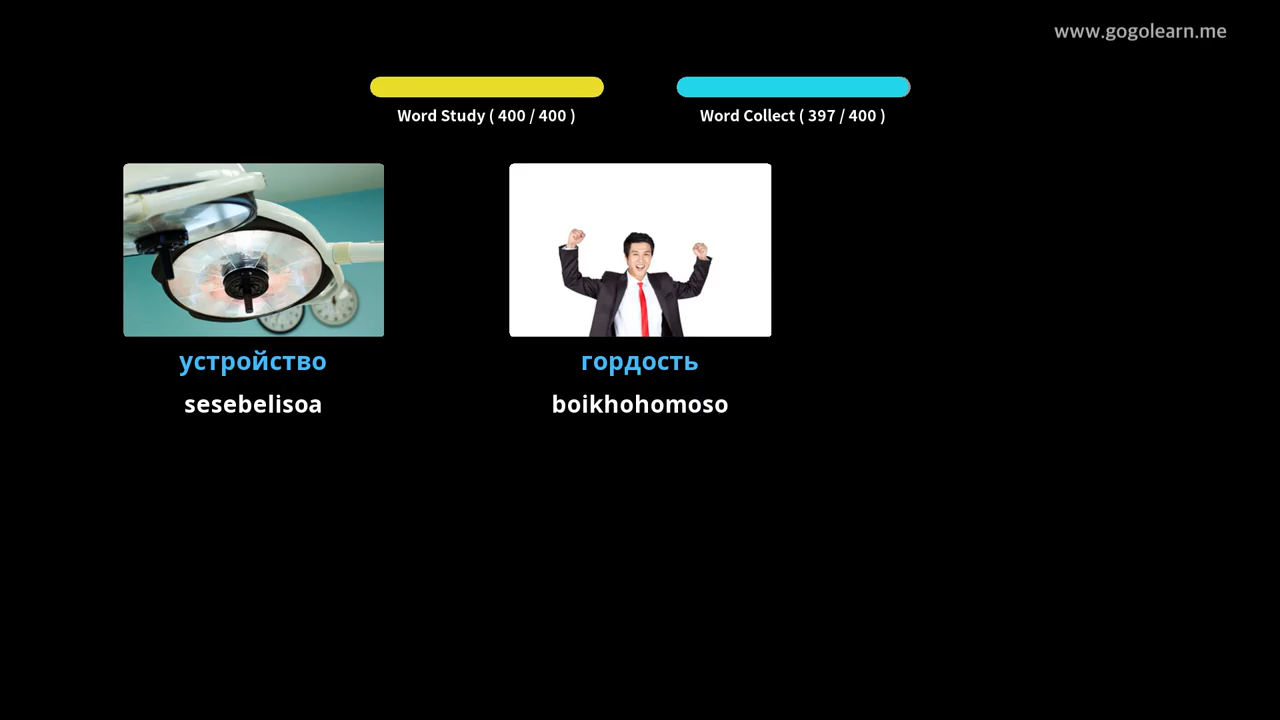 www.gogolearn.me
Word Study ( 400 / 400 )
Word Collect ( 397 / 400 )
устройство
гордость
sesebelisoa
boikhohomoso